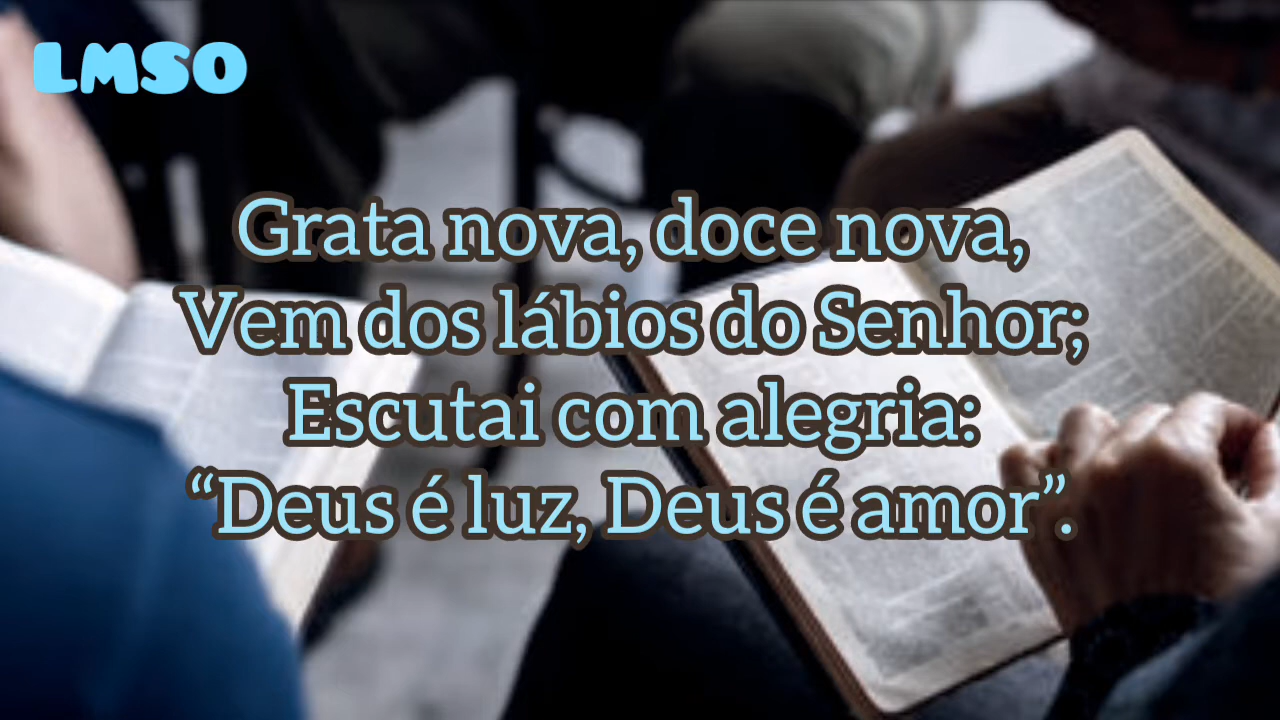 LMSO
Grata nova, doce nova,
Vem dos lábios do Senhor;
Escutai com alegria:
“Deus é luz, Deus é amor”.